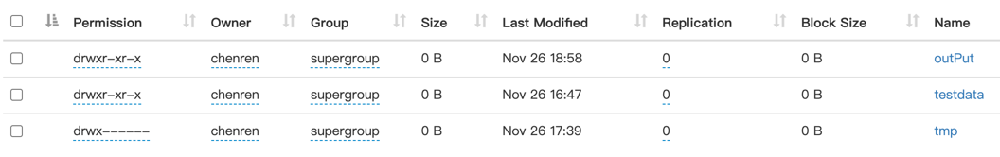 Permission Owner Group Size Last Modified Replication Block Size Name
drwxr-xr-x chenren supergroup 0 B Nov 26 18:58 0 0 B outPut
drwxr-xr-x chenren supergroup 0 B Nov 26 16:47 0 0 B testdata
drwx------ chenren supergroup 0 B Nov 26 17:39 0 0 B tmp